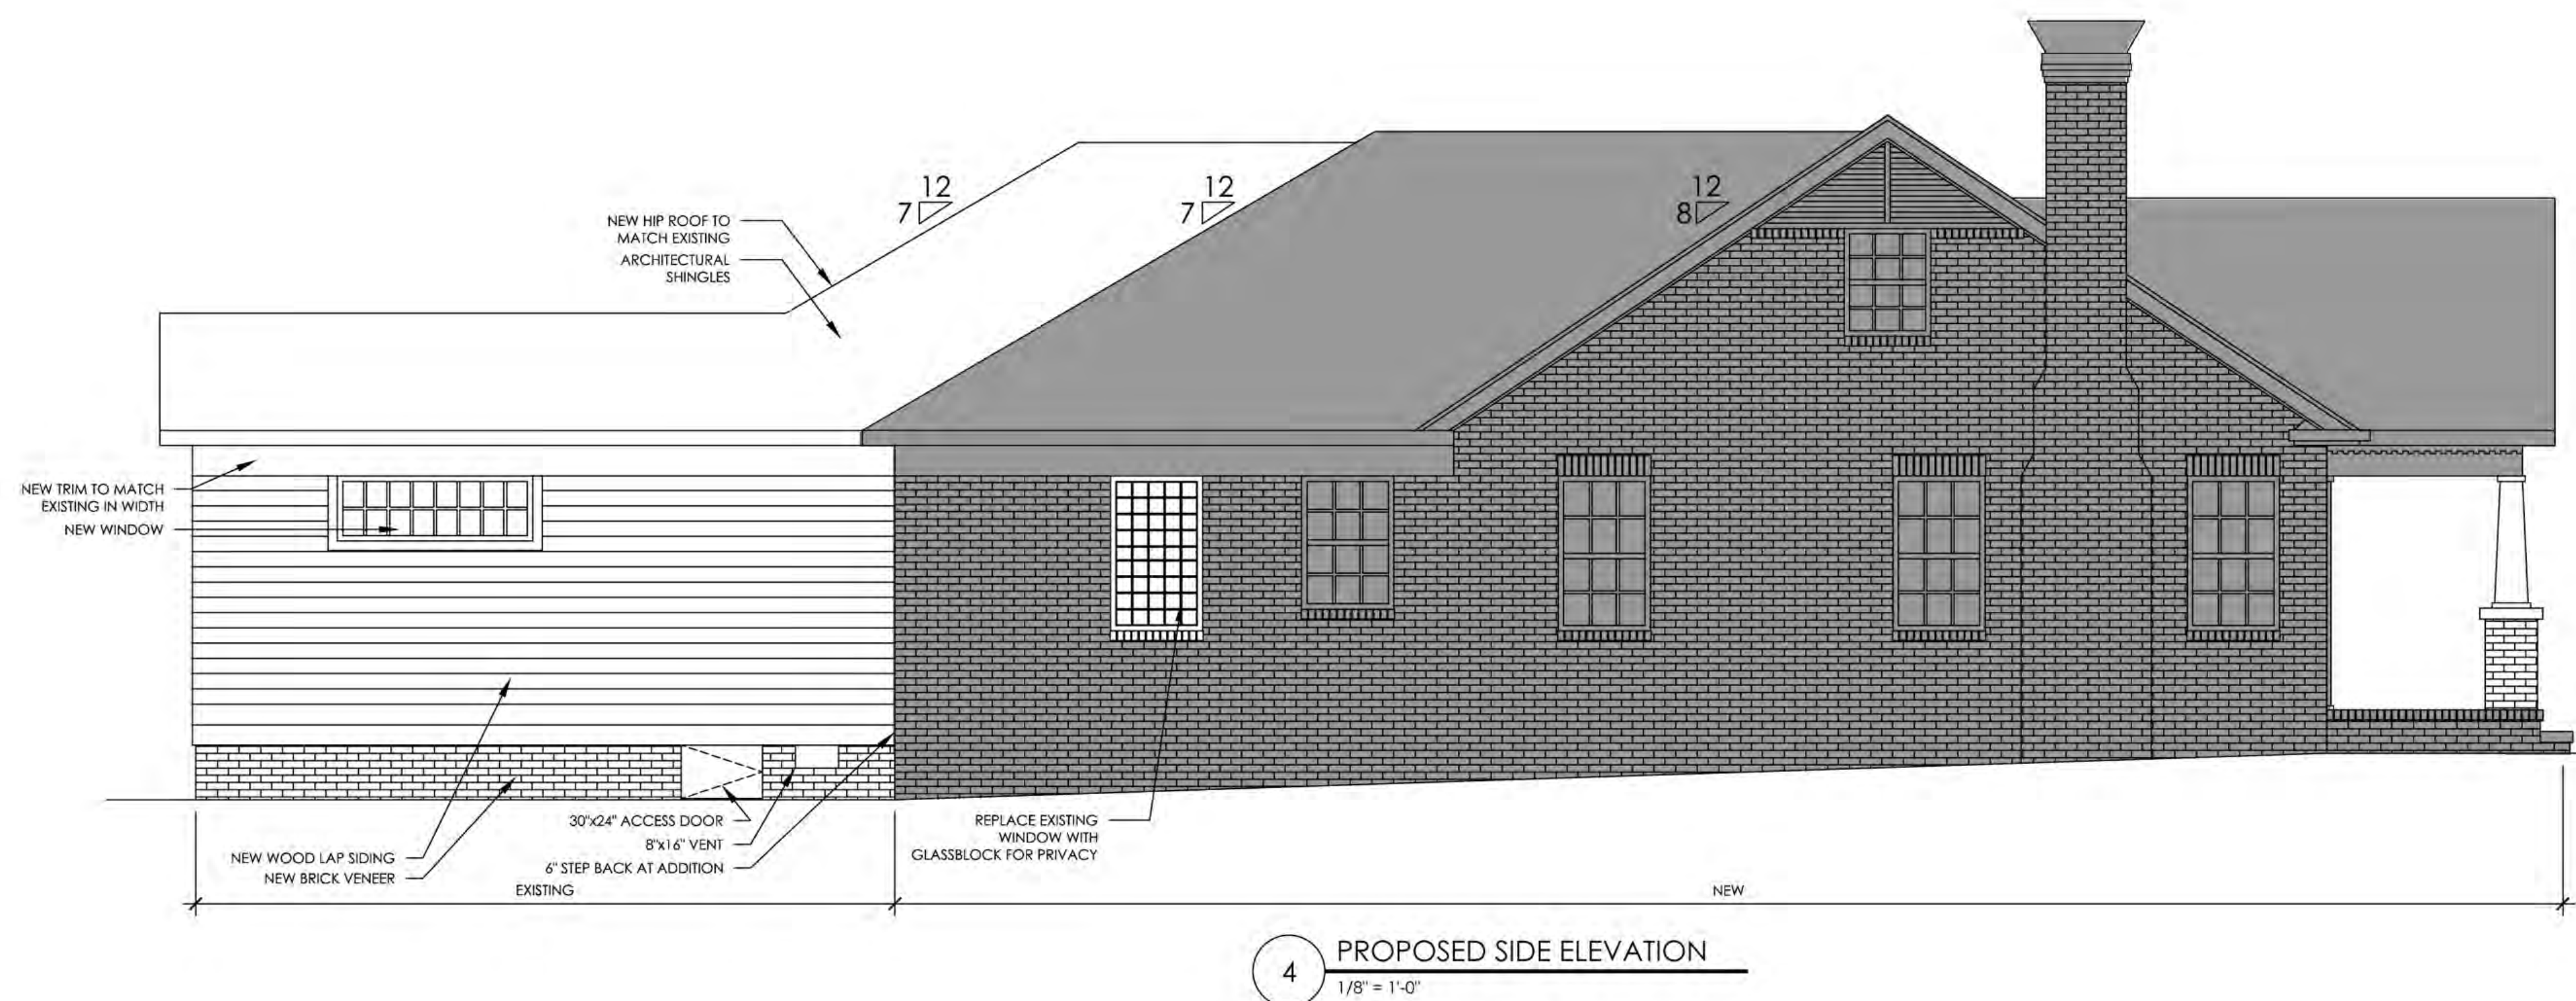 12
7
12
7
12
8
NEW HIP ROOF TO
MATCH EXISTING
ARCHITECTURAL
SHINGLES
NEW TRIM TO MATCH
EXISTING IN WIDTH
NEW WINDOW
30"x24" ACCESS DOOR
8"x16" VENT
6" STEP BACK AT ADDITION
NEW WOOD LAP SIDING
NEW BRICK VENEER
REPLACE EXISTING
WINDOW WITH
GLASSBLOCK FOR PRIVACY
EXISTING
NEW
4
PROPOSED SIDE ELEVATION
1/8" = 1'-0"